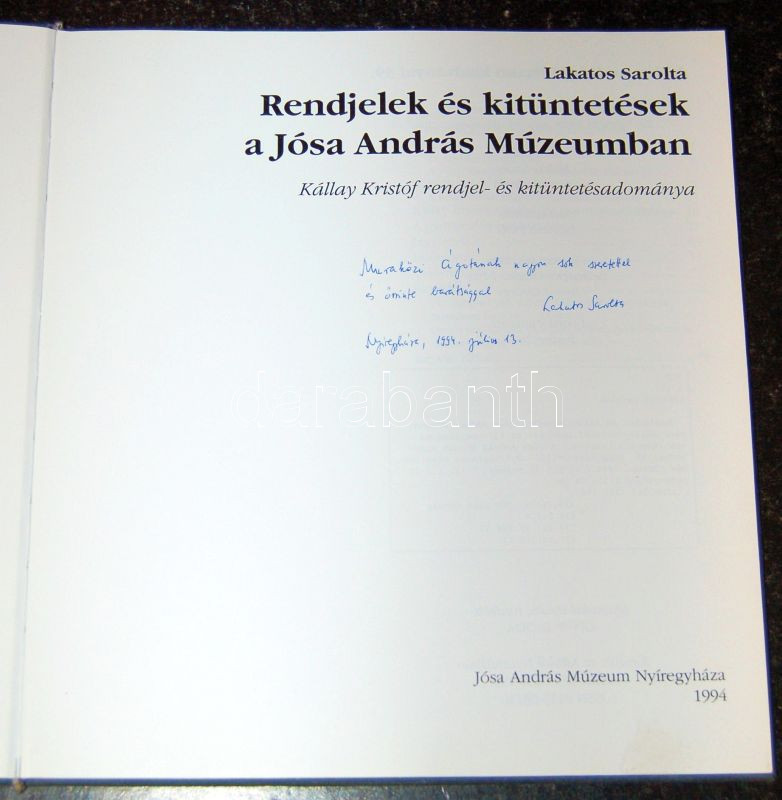 Lakatos Sarolta
Rendjelek és kitüntetések
a Jósa András Múzeumban
Kállay Kristóf rendjel- és kitüntetésadománya
Muraközi Ágotának nagyon sok szeretettel
és őszinte barátsággal
Lakatos Sarolta
Nyíregyháza, 1994. július 13.
darabanth
Jósa András Múzeum Nyíregyháza
1994